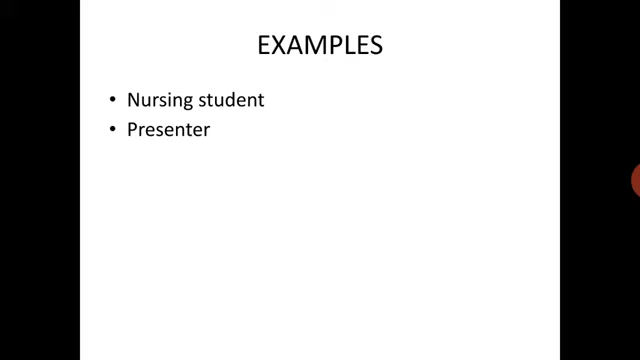 EXAMPLES
• Nursing student
• Presenter